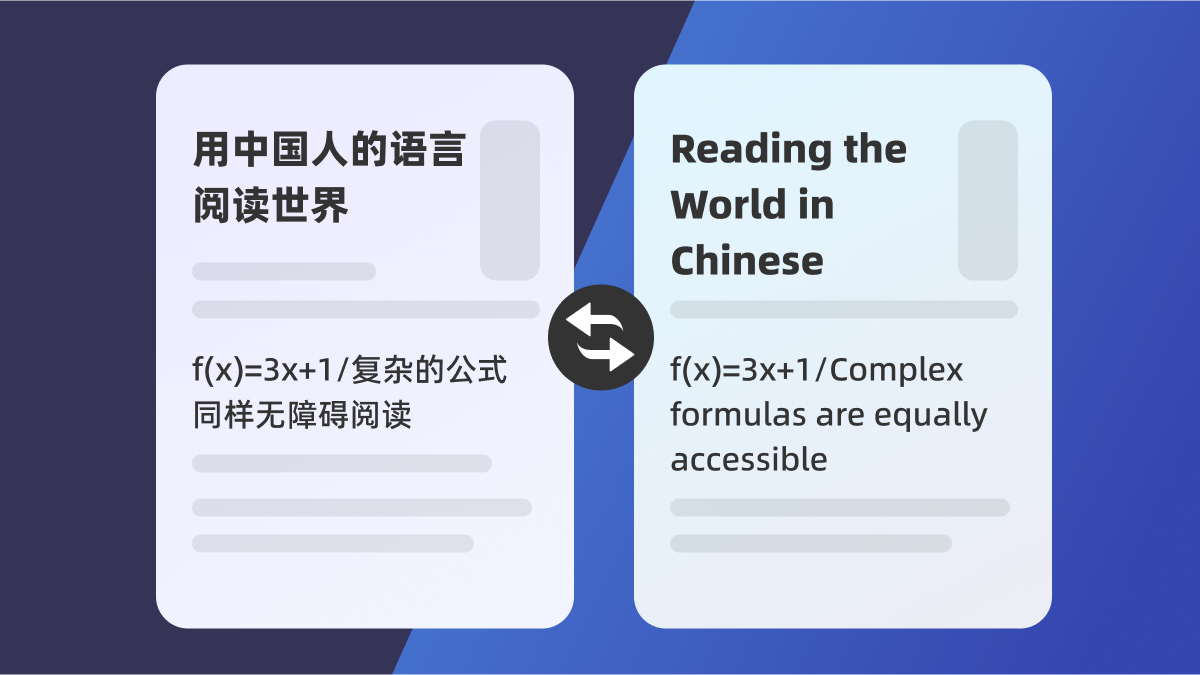 用中国人的语言
阅读世界
f(x)=3x+1/复杂的公式
同样无障碍阅读
Reading the
World in
Chinese
f(x)=3x+1/Complex
formulas are equally
accessible